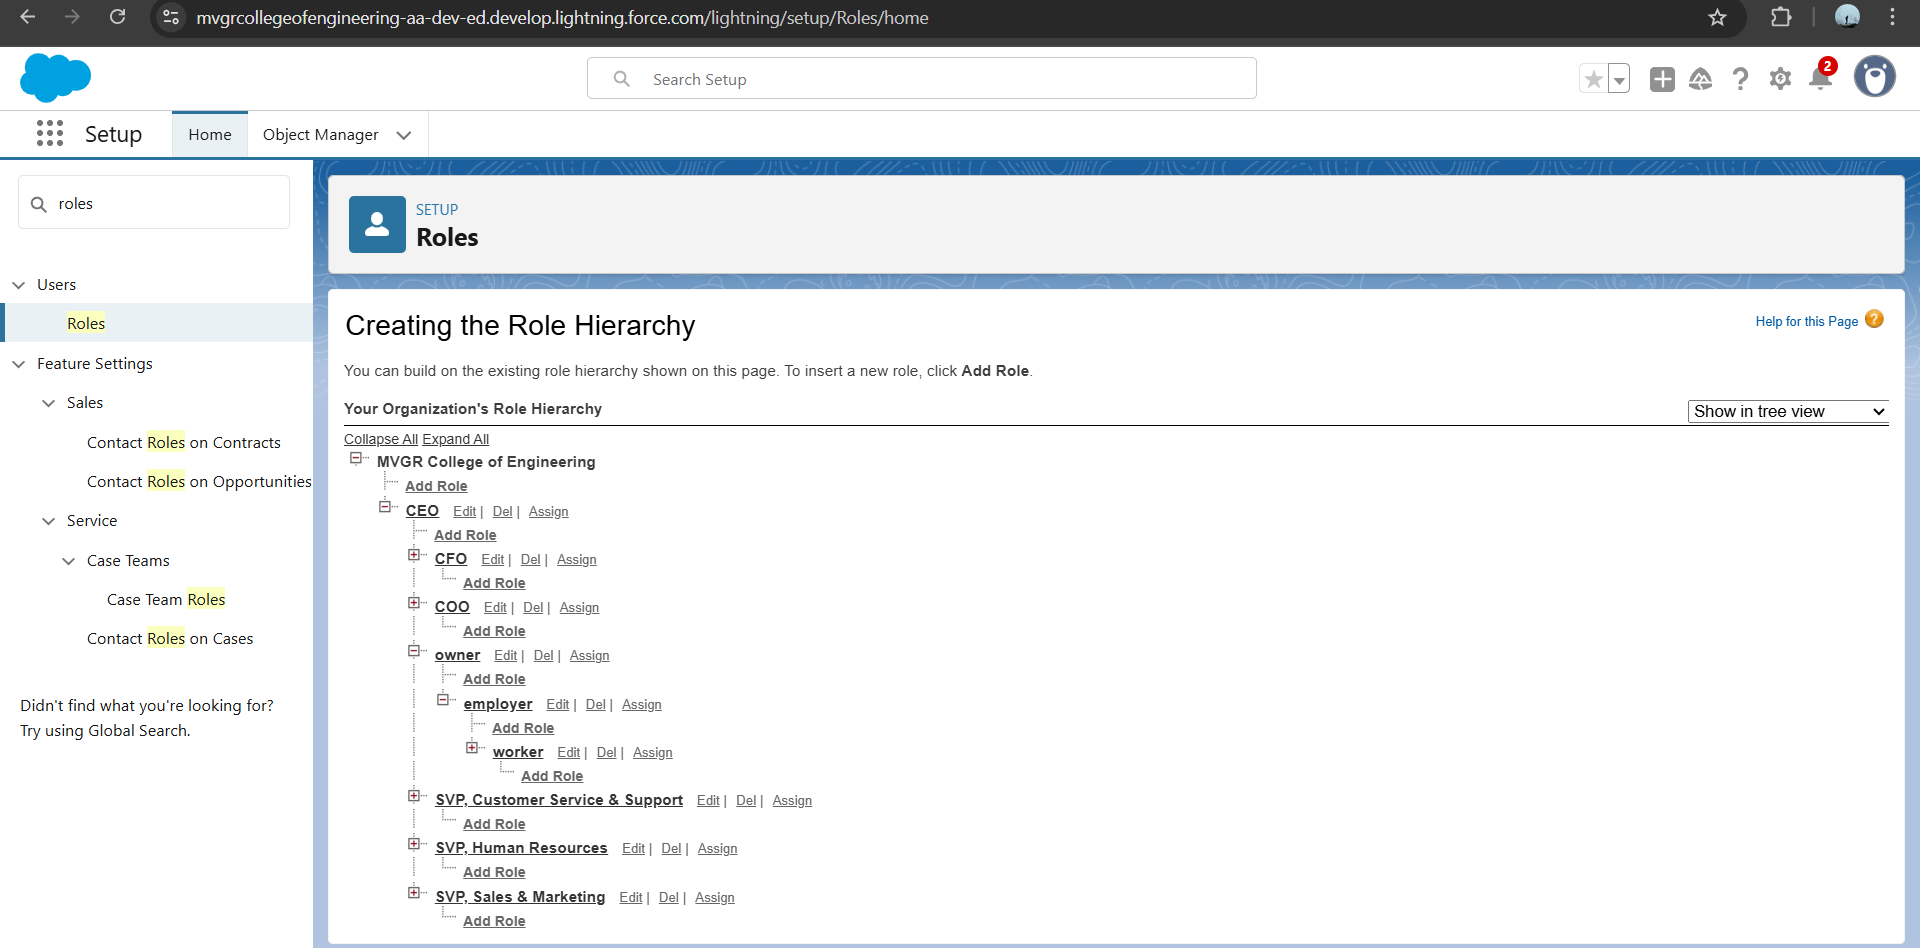 mvgrcollegeofengineering-aa-dev-ed.develop.lightning.force.com/lightning/setup/Roles/home
Search Setup
2
Setup
Home
Object Manager
roles
SETUP
Roles
Users
Roles
Feature Settings
Sales
Contact Roles on Contracts
Contact Roles on Opportunities
Service
Case Teams
Case Team Roles
Contact Roles on Cases
Didn't find what you're looking for?
Try using Global Search.
Creating the Role Hierarchy
Help for this Page ?
You can build on the existing role hierarchy shown on this page. To insert a new role, click Add Role.
Your Organization's Role Hierarchy
Show in tree view
Collapse All Expand All
MVGR College of Engineering
Add Role
CEO Edit | Del | Assign
Add Role
CFO Edit | Del | Assign
Add Role
COO Edit | Del | Assign
Add Role
owner Edit | Del | Assign
Add Role
employer Edit | Del | Assign
Add Role
worker Edit | Del | Assign
Add Role
SVP, Customer Service & Support Edit | Del | Assign
Add Role
SVP, Human Resources Edit | Del | Assign
Add Role
SVP, Sales & Marketing Edit | Del | Assign
Add Role